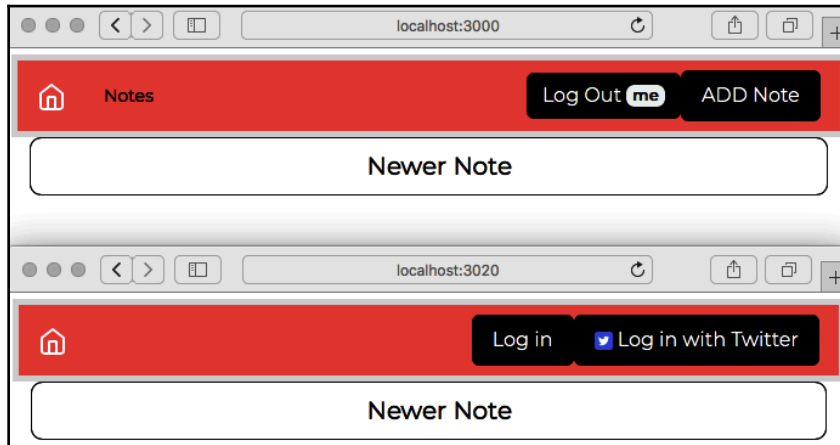 localhost:3000
Notes Log Out me ADD Note
Newer Note
localhost:3020
Log in Log in with Twitter
Newer Note